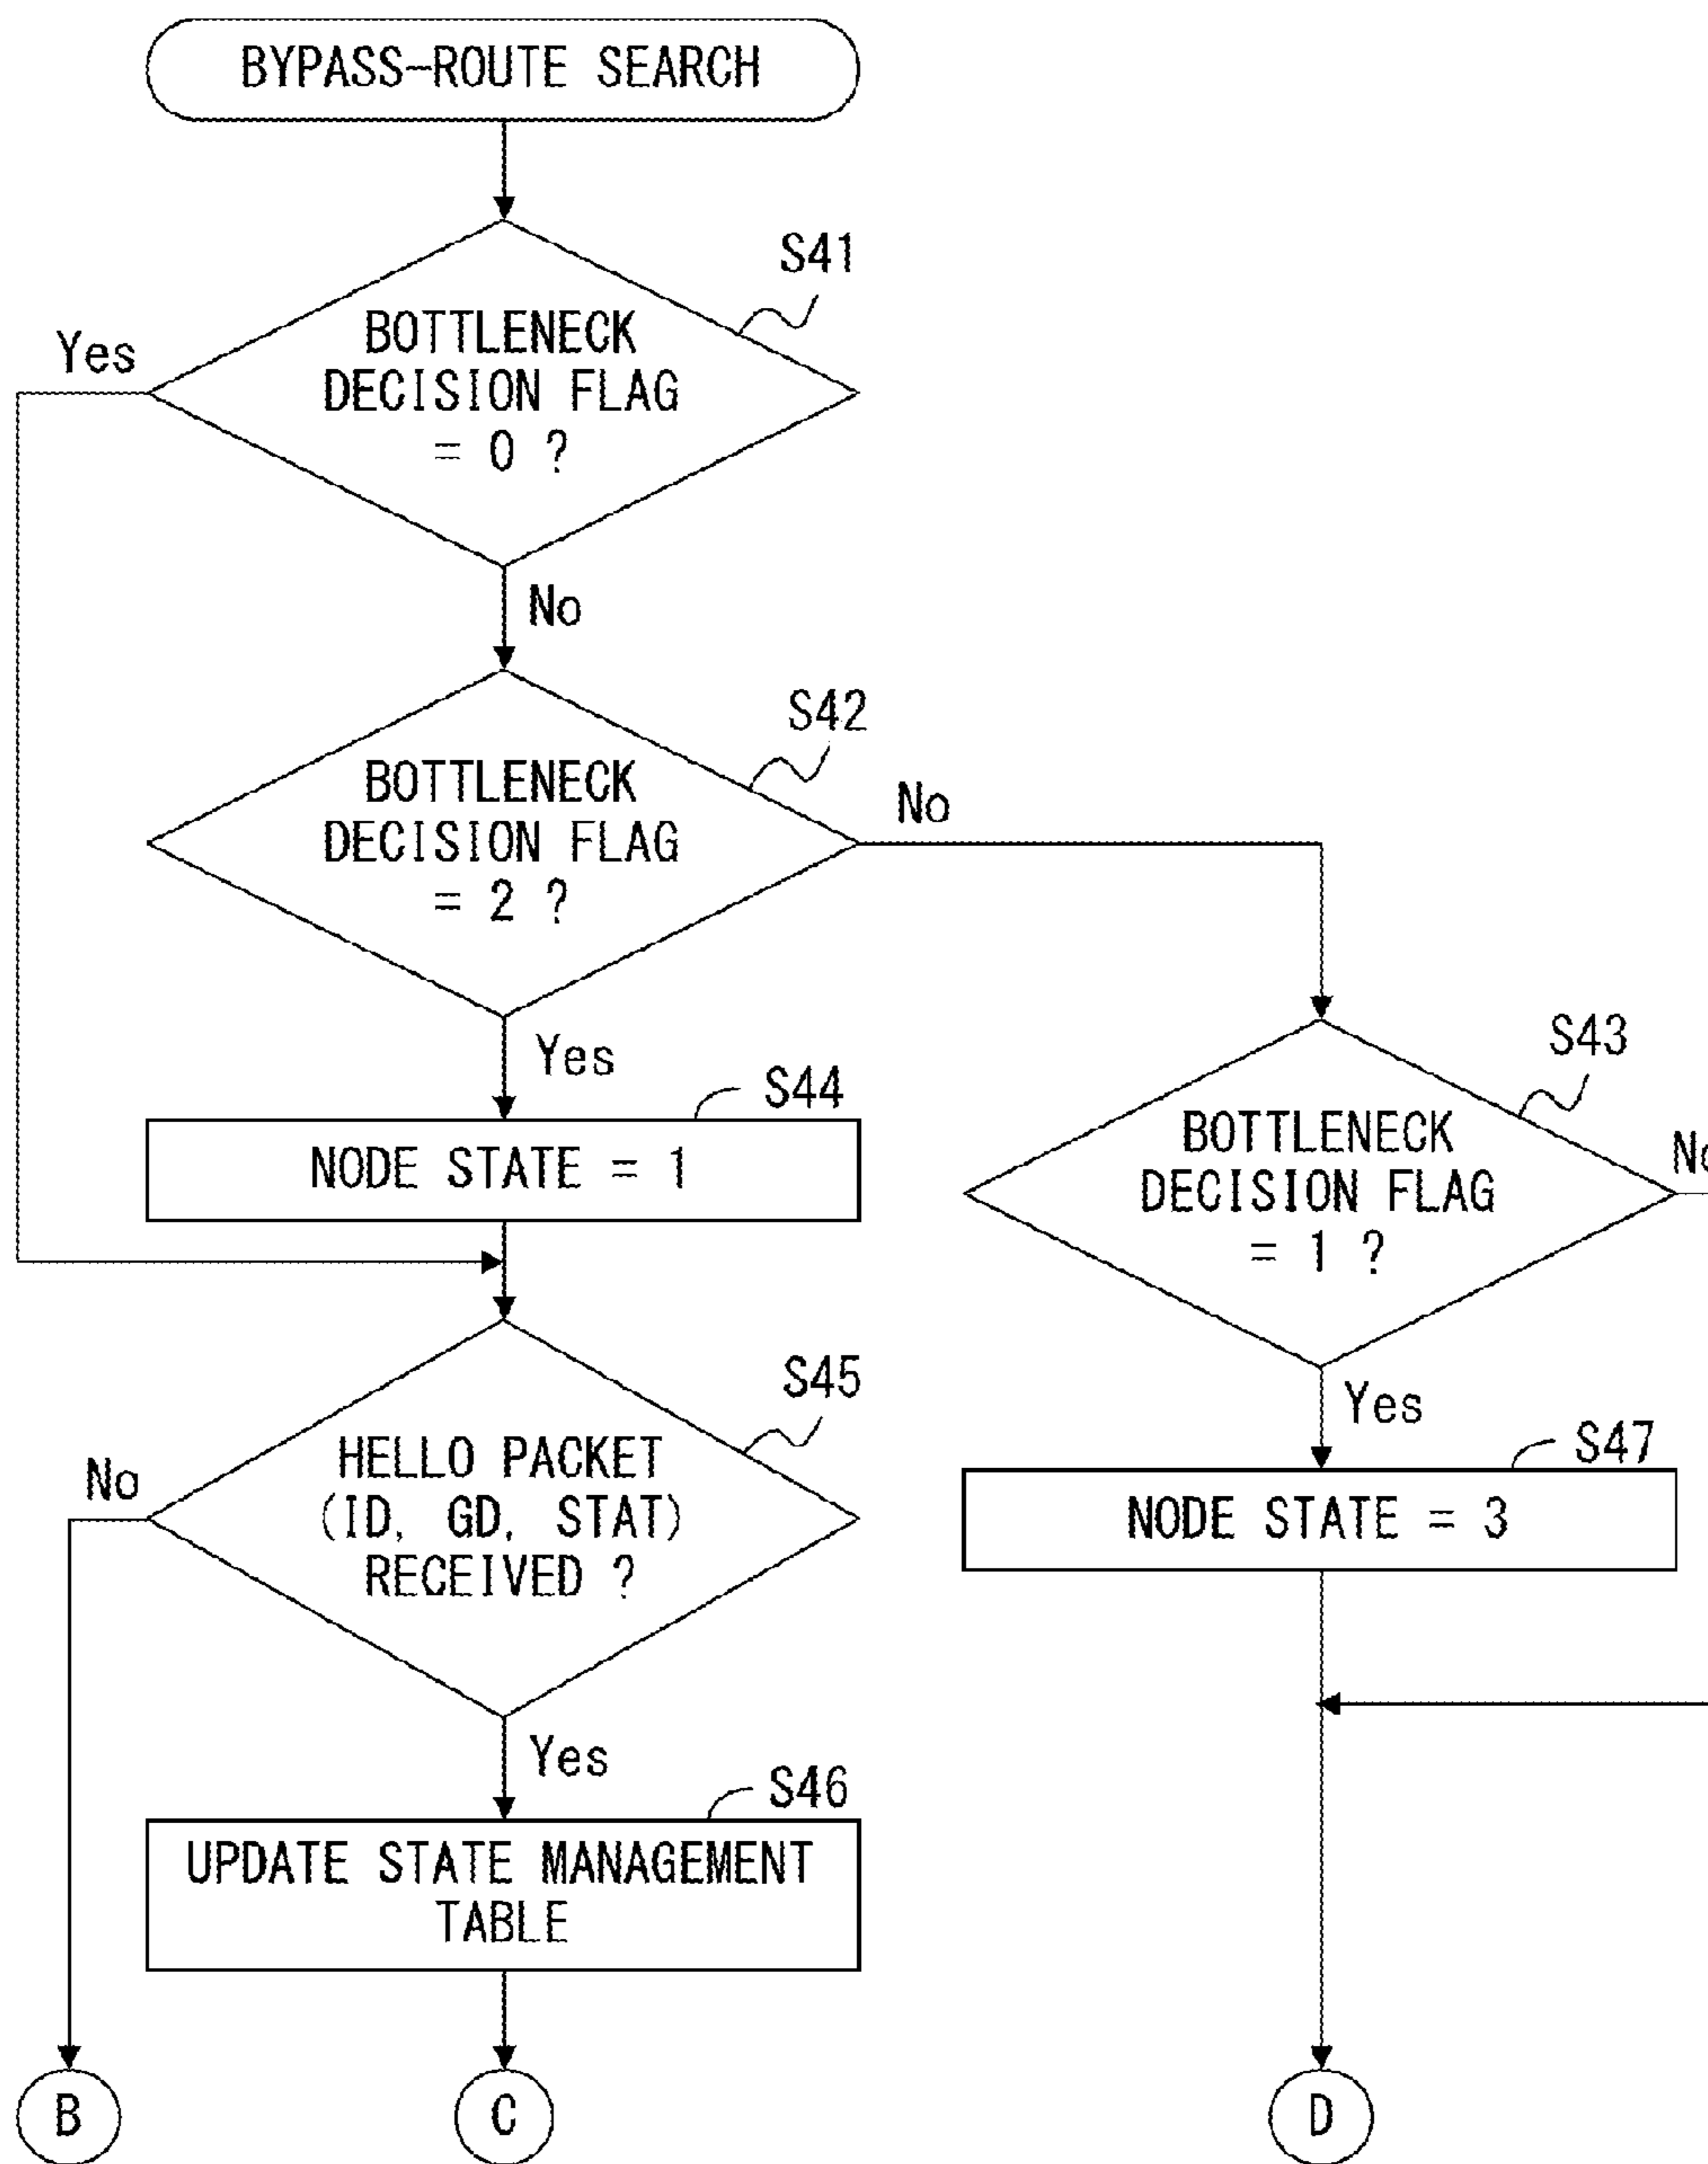 BYPASS-ROUTE SEARCH
S41
Yes
BOTTLENECK
DECISION FLAG
= 0 ?
No
S42
BOTTLENECK
DECISION FLAG
= 2 ?
No
Yes
S44
NODE STATE = 1
S43
BOTTLENECK
DECISION FLAG
= 1 ?
No
Yes
S47
NODE STATE = 3
S45
No
HELLO PACKET
(ID, GD, STAT)
RECEIVED ?
Yes
S46
UPDATE STATE MANAGEMENT
TABLE
B
C
D